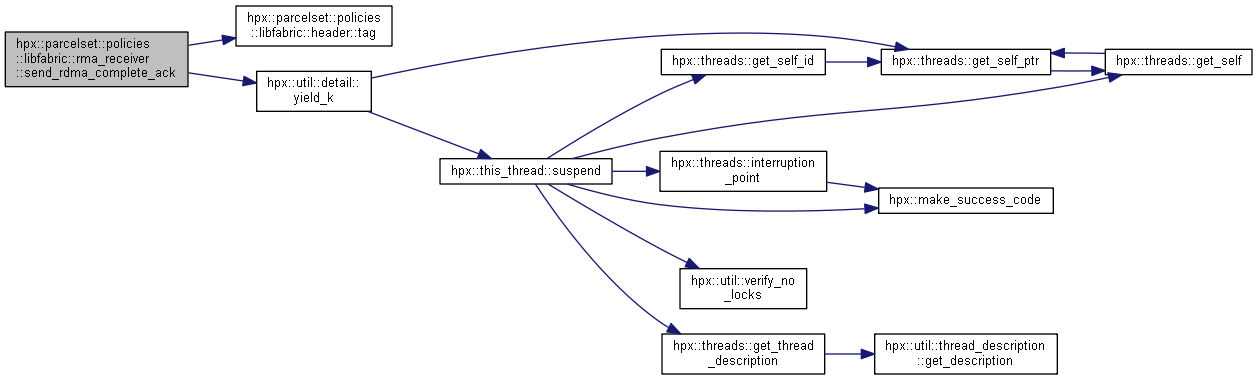 hpx::parcelset::policies
::libfabric::rma_receiver
::send_rdma_complete_ack
hpx::parcelset::policies
::libfabric::header::tag
hpx::util::detail::
yield_k
hpx::this_thread::suspend
hpx::threads::get_self_id
hpx::threads::get_self_ptr
hpx::threads::get_self
hpx::threads::interruption
_point
hpx::make_success_code
hpx::util::verify_no
_locks
hpx::threads::get_thread
_description
hpx::util::thread_description
::get_description